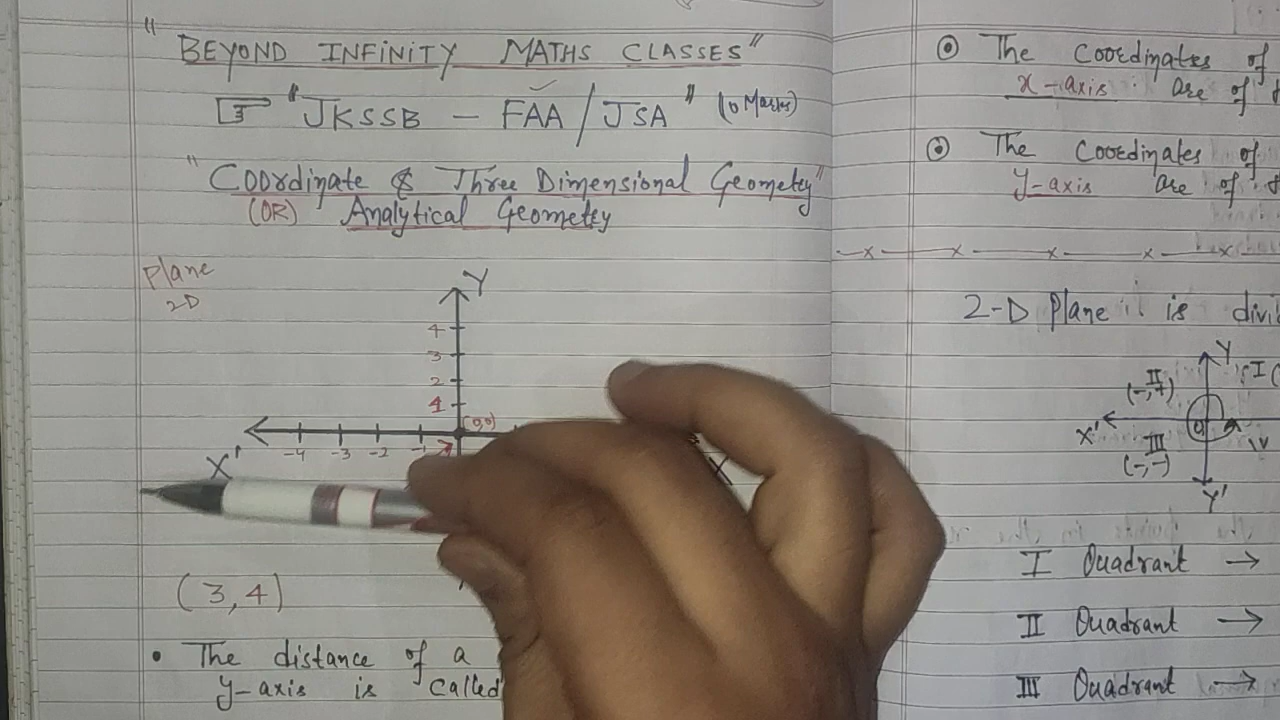 " BEYOND INFINITY MATHS CLASSES"
☞ "JKSSB - FAA / JSA" (10 Marks)
"Coordinate & Three Dimensional Geometry"
(OR) Analytical Geometry
Plane
2D
Y
4
3
2
1
-4 -3 -2 -1
X'
X
(3,4)
• The distance of a
y-axis is called
The Coordinates of
x-axis are of
The Coordinates of
y-axis are of
2-D Plane is
Y
II I
(-,+)
X'
III IV
(-,-)
Y'
I Quadrant →
II Quadrant →
III Quadrant →